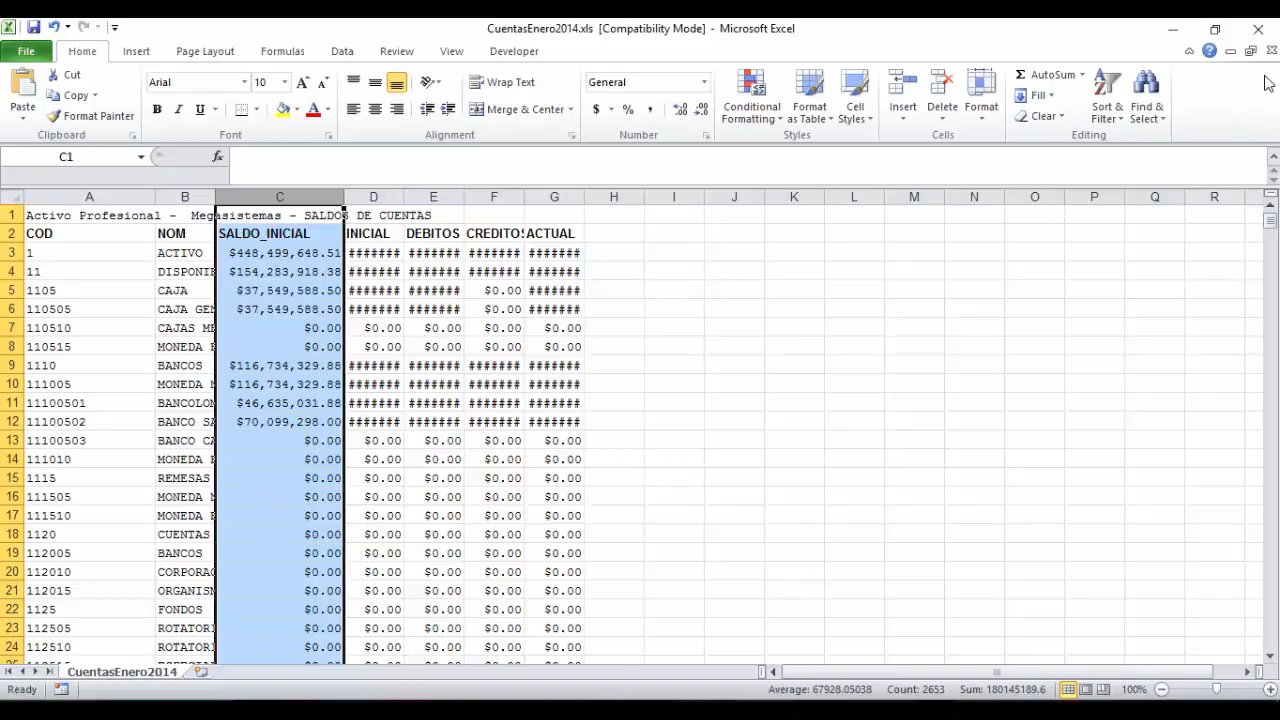 CuentasEnero2014.xls [Compatibility Mode] - Microsoft Excel
File Home Insert Page Layout Formulas Data Review View Developer
Cut Arial 10 Wrap Text General AutoSum
Copy Fill
Paste Format Painter Merge & Center $ % Conditional Formatting Format as Table Cell Styles Insert Delete Format Clear Sort & Filter Find & Select
Clipboard Font Alignment Number Styles Cells Editing
C1 fx
A B C D E F G H I J K L M N O P Q R
1 Activo Profesional - Megasistemas - SALDOS DE CUENTAS
2 COD NOM SALDO_INICIAL INICIAL DEBITOS CREDITOS ACTUAL
3 1 ACTIVO $448,499,648.51 ####### ####### ####### #######
4 11 DISPONIB $154,283,918.38 ####### ####### ####### #######
5 1105 CAJA $37,549,588.50 ####### ####### $0.00 #######
6 110505 CAJA GEN $37,549,588.50 ####### ####### $0.00 #######
7 110510 CAJAS ME $0.00 $0.00 $0.00 $0.00 $0.00
8 110515 MONEDA E $0.00 $0.00 $0.00 $0.00 $0.00
9 1110 BANCOS $116,734,329.88 ####### ####### ####### #######
10 111005 MONEDA N $116,734,329.88 ####### ####### ####### #######
11 11100501 BANCOLOM $46,635,031.88 ####### ####### ####### #######
12 11100502 BANCO SA $70,099,298.00 ####### ####### ####### #######
13 11100503 BANCO CA $0.00 $0.00 $0.00 $0.00 $0.00
14 111010 MONEDA E $0.00 $0.00 $0.00 $0.00 $0.00
15 1115 REMESAS $0.00 $0.00 $0.00 $0.00 $0.00
16 111505 MONEDA N $0.00 $0.00 $0.00 $0.00 $0.00
17 111510 MONEDA E $0.00 $0.00 $0.00 $0.00 $0.00
18 1120 CUENTAS $0.00 $0.00 $0.00 $0.00 $0.00
19 112005 BANCOS $0.00 $0.00 $0.00 $0.00 $0.00
20 112010 CORPORAC $0.00 $0.00 $0.00 $0.00 $0.00
21 112015 ORGANISM $0.00 $0.00 $0.00 $0.00 $0.00
22 1125 FONDOS $0.00 $0.00 $0.00 $0.00 $0.00
23 112505 ROTATORI $0.00 $0.00 $0.00 $0.00 $0.00
24 112510 ROTATORI $0.00 $0.00 $0.00 $0.00 $0.00
CuentasEnero2014
Ready Average: 67928.05038 Count: 2653 Sum: 180145189.6 100%